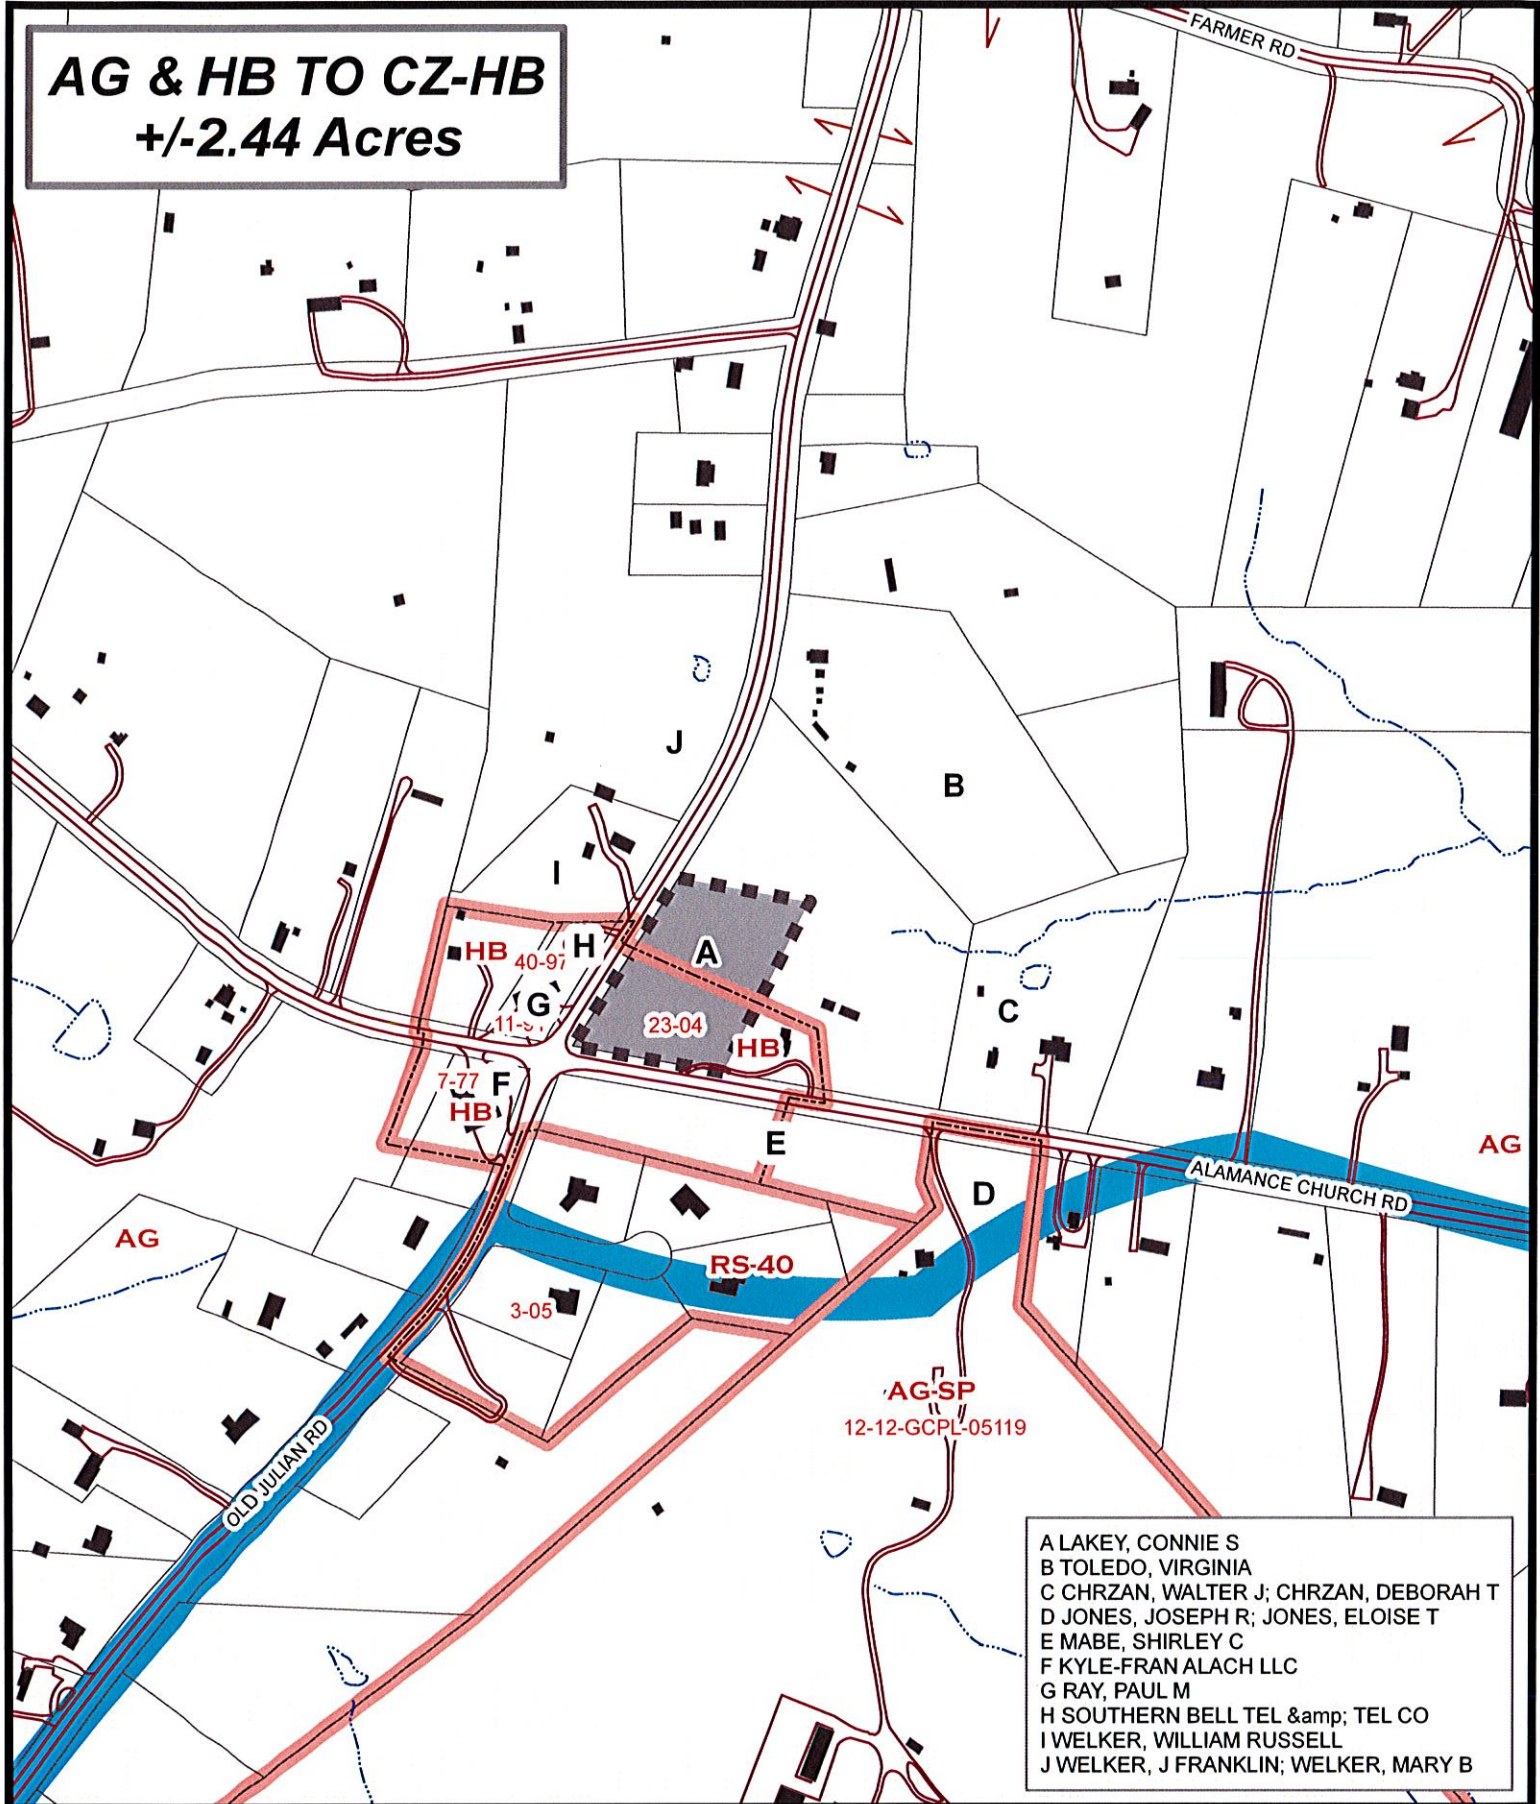 AG & HB TO CZ-HB
+/-2.44 Acres
FARMER RD
J
B
I
H
A
HB
40-97
G
C
11-91
23-04
HB
7-77
F
HB
E
AG
D
ALAMANCE CHURCH RD
AG
RS-40
3-05
AG-SP
12-12-GCPL-05119
OLD JULIAN RD
A LAKEY, CONNIE S
B TOLEDO, VIRGINIA
C CHRZAN, WALTER J; CHRZAN, DEBORAH T
D JONES, JOSEPH R; JONES, ELOISE T
E MABE, SHIRLEY C
F KYLE-FRAN ALACH LLC
G RAY, PAUL M
H SOUTHERN BELL TEL &amp; TEL CO
I WELKER, WILLIAM RUSSELL
J WELKER, J FRANKLIN; WELKER, MARY B